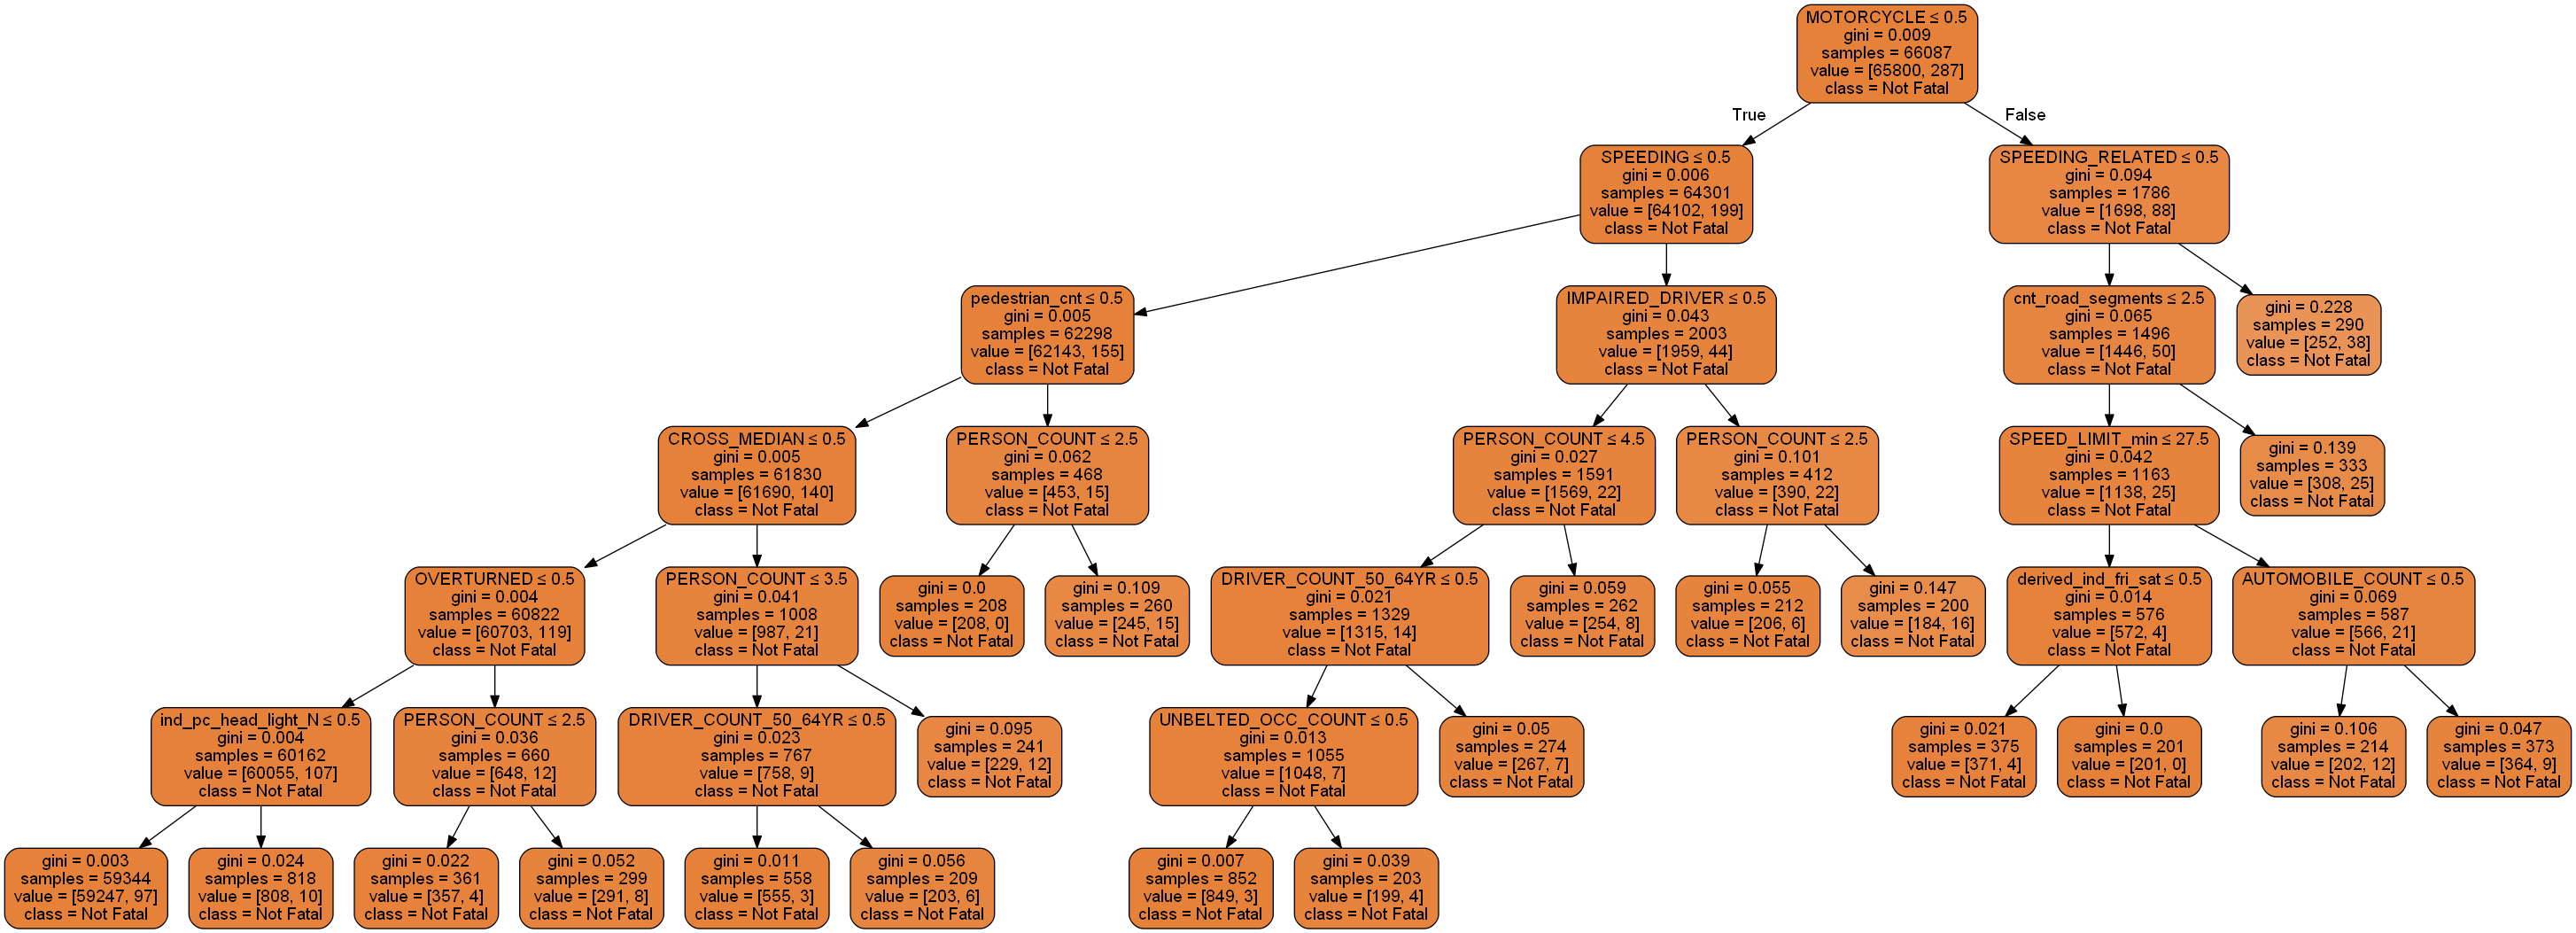 MOTORCYCLE ≤ 0.5
gini = 0.009
samples = 66087
value = [65800, 287]
class = Not Fatal
True
False
SPEEDING ≤ 0.5
gini = 0.006
samples = 64301
value = [64102, 199]
class = Not Fatal
SPEEDING_RELATED ≤ 0.5
gini = 0.094
samples = 1786
value = [1698, 88]
class = Not Fatal
pedestrian_cnt ≤ 0.5
gini = 0.005
samples = 62298
value = [62143, 155]
class = Not Fatal
IMPAIRED_DRIVER ≤ 0.5
gini = 0.043
samples = 2003
value = [1959, 44]
class = Not Fatal
cnt_road_segments ≤ 2.5
gini = 0.065
samples = 1496
value = [1446, 50]
class = Not Fatal
gini = 0.228
samples = 290
value = [252, 38]
class = Not Fatal
CROSS_MEDIAN ≤ 0.5
gini = 0.005
samples = 61830
value = [61690, 140]
class = Not Fatal
PERSON_COUNT ≤ 2.5
gini = 0.062
samples = 468
value = [453, 15]
class = Not Fatal
PERSON_COUNT ≤ 4.5
gini = 0.027
samples = 1591
value = [1569, 22]
class = Not Fatal
PERSON_COUNT ≤ 2.5
gini = 0.101
samples = 412
value = [390, 22]
class = Not Fatal
SPEED_LIMIT_min ≤ 27.5
gini = 0.042
samples = 1163
value = [1138, 25]
class = Not Fatal
gini = 0.139
samples = 333
value = [308, 25]
class = Not Fatal
OVERTURNED ≤ 0.5
gini = 0.004
samples = 60822
value = [60703, 119]
class = Not Fatal
PERSON_COUNT ≤ 3.5
gini = 0.041
samples = 1008
value = [987, 21]
class = Not Fatal
gini = 0.0
samples = 208
value = [208, 0]
class = Not Fatal
gini = 0.109
samples = 260
value = [245, 15]
class = Not Fatal
DRIVER_COUNT_50_64YR ≤ 0.5
gini = 0.021
samples = 1329
value = [1315, 14]
class = Not Fatal
gini = 0.059
samples = 262
value = [254, 8]
class = Not Fatal
gini = 0.055
samples = 212
value = [206, 6]
class = Not Fatal
gini = 0.147
samples = 200
value = [184, 16]
class = Not Fatal
derived_ind_fri_sat ≤ 0.5
gini = 0.014
samples = 576
value = [572, 4]
class = Not Fatal
AUTOMOBILE_COUNT ≤ 0.5
gini = 0.069
samples = 587
value = [566, 21]
class = Not Fatal
ind_pc_head_light_N ≤ 0.5
gini = 0.004
samples = 60162
value = [60055, 107]
class = Not Fatal
PERSON_COUNT ≤ 2.5
gini = 0.036
samples = 660
value = [648, 12]
class = Not Fatal
DRIVER_COUNT_50_64YR ≤ 0.5
gini = 0.023
samples = 767
value = [758, 9]
class = Not Fatal
gini = 0.095
samples = 241
value = [229, 12]
class = Not Fatal
UNBELTED_OCC_COUNT ≤ 0.5
gini = 0.013
samples = 1055
value = [1048, 7]
class = Not Fatal
gini = 0.05
samples = 274
value = [267, 7]
class = Not Fatal
gini = 0.021
samples = 375
value = [371, 4]
class = Not Fatal
gini = 0.0
samples = 201
value = [201, 0]
class = Not Fatal
gini = 0.106
samples = 214
value = [202, 12]
class = Not Fatal
gini = 0.047
samples = 373
value = [364, 9]
class = Not Fatal
gini = 0.003
samples = 59344
value = [59247, 97]
class = Not Fatal
gini = 0.024
samples = 818
value = [808, 10]
class = Not Fatal
gini = 0.022
samples = 361
value = [357, 4]
class = Not Fatal
gini = 0.052
samples = 299
value = [291, 8]
class = Not Fatal
gini = 0.011
samples = 558
value = [555, 3]
class = Not Fatal
gini = 0.056
samples = 209
value = [203, 6]
class = Not Fatal
gini = 0.007
samples = 852
value = [849, 3]
class = Not Fatal
gini = 0.039
samples = 203
value = [199, 4]
class = Not Fatal